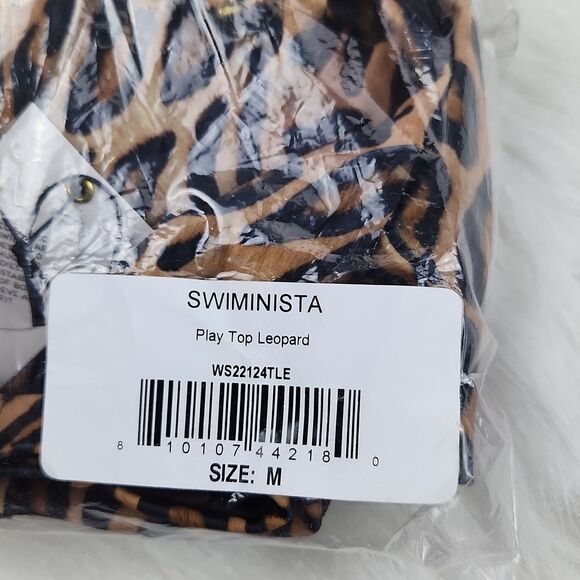 SWIMINISTA
Play Top Leopard
WS22124TLE
8 10107 44218 0
SIZE: M